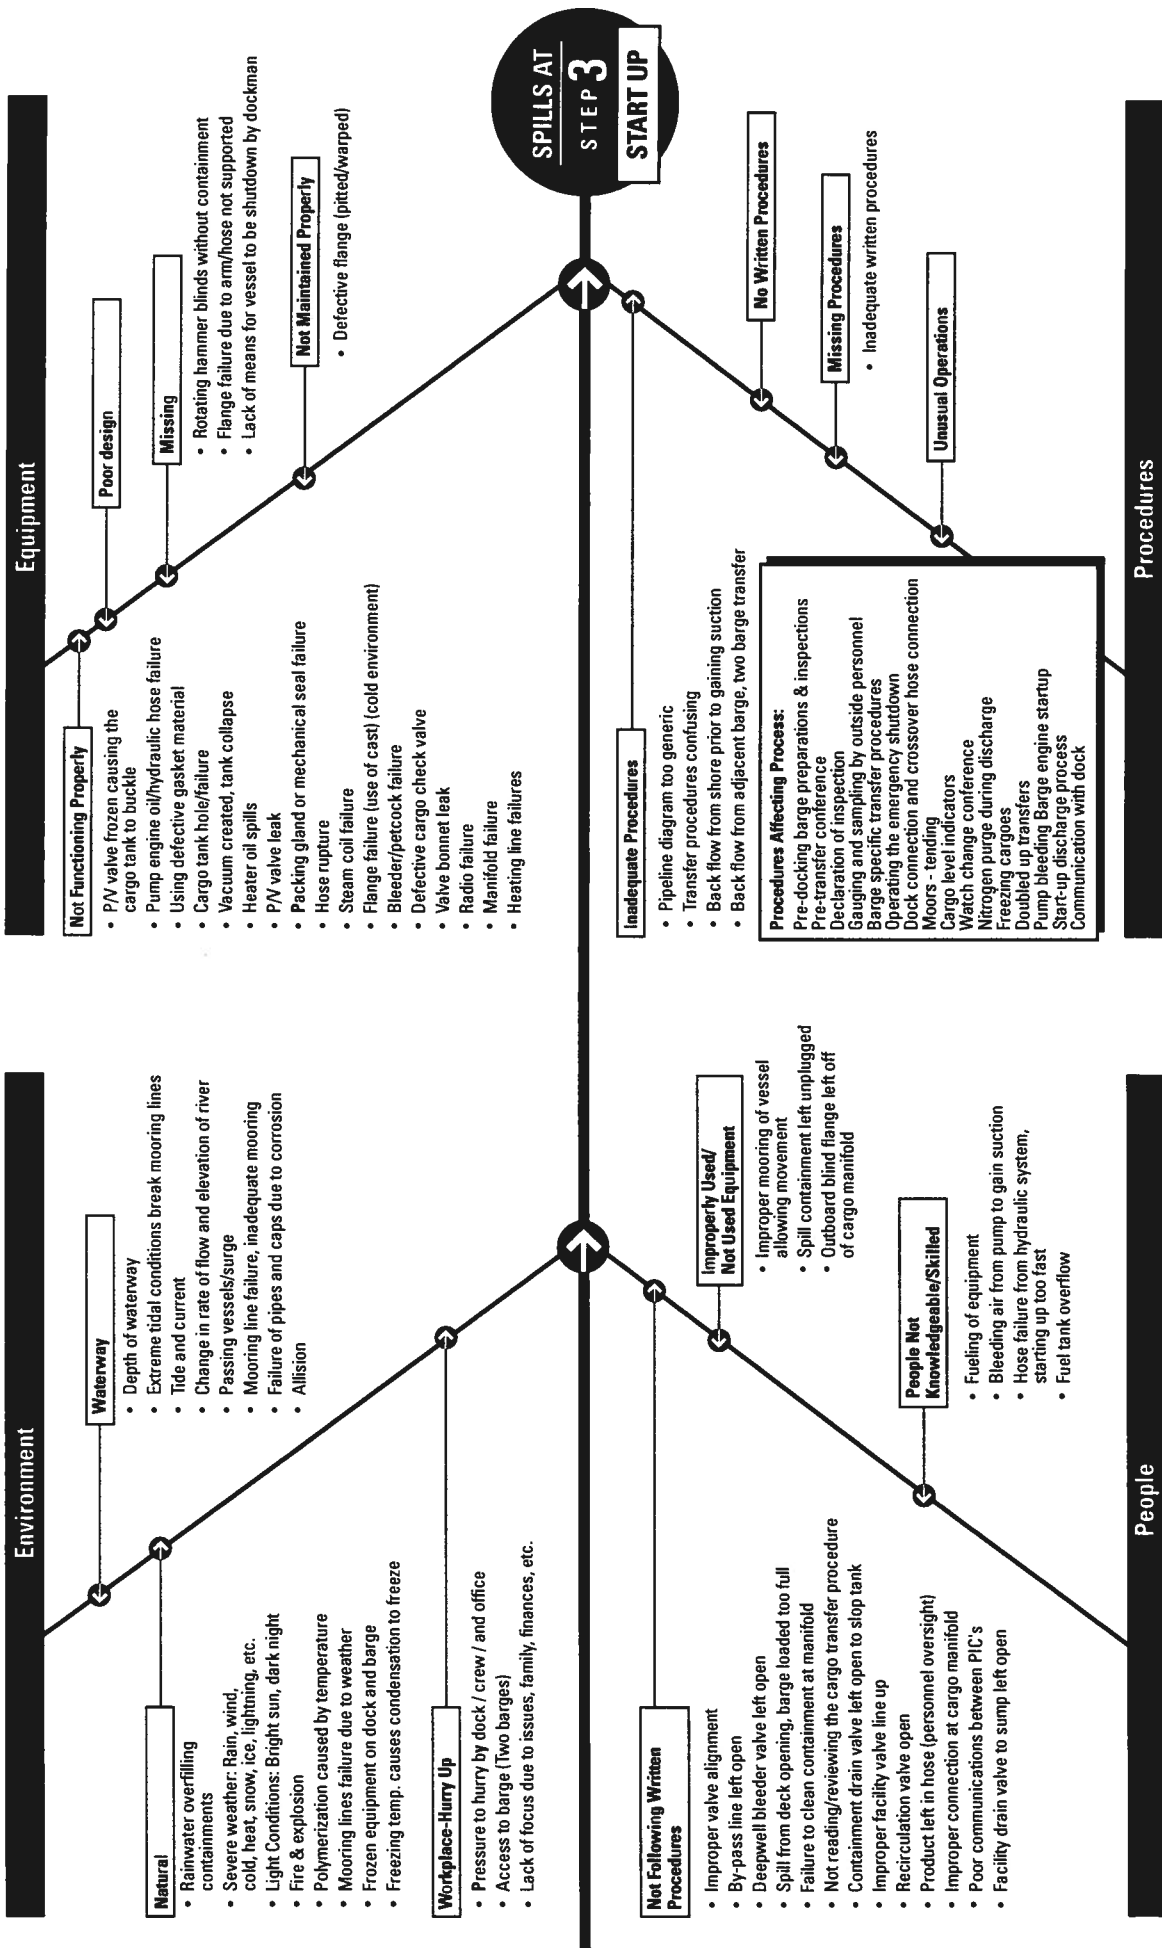 Environment
Waterway
• Depth of waterway
• Extreme tidal conditions break mooring lines
• Tide and current
• Change in rate of flow and elevation of river
• Passing vessels/surge
• Mooring line failure, inadequate mooring
• Failure of pipes and caps due to corrosion
• Allision
Natural
• Rainwater overfilling
containments
• Severe weather: Rain, wind,
cold, heat, snow, ice, lightning, etc.
• Light Conditions: Bright sun, dark night
• Fire & explosion
• Polymerization caused by temperature
• Mooring lines failure due to weather
• Frozen equipment on dock and barge
• Freezing temp. causes condensation to freeze
Workplace-Hurry Up
• Pressure to hurry by dock / crew / and office
• Access to barge (Two barges)
• Lack of focus due to issues, family, finances, etc.
Equipment
Not Functioning Properly
• P/V valve frozen causing the
cargo tank to buckle
• Pump engine oil/hydraulic hose failure
• Using defective gasket material
• Cargo tank hole/failure
• Vacuum created, tank collapse
• Heater oil spills
• P/V valve leak
• Packing gland or mechanical seal failure
• Hose rupture
• Steam coil failure
• Flange failure (use of cast) (cold environment)
• Bleeder/petcock failure
• Defective cargo check valve
• Valve bonnet leak
• Radio failure
• Manifold failure
• Heating line failures
Poor design
Missing
• Rotating hammer blinds without containment
• Flange failure due to arm/hose not supported
• Lack of means for vessel to be shutdown by dockman
Not Maintained Properly
• Defective flange (pitted/warped)
SPILLS AT
STEP 3
START UP
Not Following Written
Procedures
• Improper valve alignment
• By-pass line left open
• Deepwell bleeder valve left open
• Spill from deck opening, barge loaded too full
• Failure to clean containment at manifold
• Not reading/reviewing the cargo transfer procedure
• Containment drain valve left open to slop tank
• Improper facility valve line up
• Recirculation valve open
• Product left in hose (personnel oversight)
• Improper connection at cargo manifold
• Poor communications between PIC's
• Facility drain valve to sump left open
Improperly Used/
Not Used Equipment
• Improper mooring of vessel
allowing movement
• Spill containment left unplugged
• Outboard blind flange left off
of cargo manifold
People Not
Knowledgeable/Skilled
• Fueling of equipment
• Bleeding air from pump to gain suction
• Hose failure from hydraulic system,
starting up too fast
• Fuel tank overflow
People
Inadequate Procedures
• Pipeline diagram too generic
• Transfer procedures confusing
• Back flow from shore prior to gaining suction
• Back flow from adjacent barge, two barge transfer
Procedures Affecting Process:
Pre-docking barge preparations & inspections
Pre-transfer conference
Declaration of inspection
Gauging and sampling by outside personnel
Barge specific transfer procedures
Operating the emergency shutdown
Dock connection and crossover hose connection
Moors - tending
Cargo level indicators
Watch change conference
Nitrogen purge during discharge
Freezing cargoes
Doubled up transfers
Pump bleeding Barge engine startup
Start-up discharge process
Communication with dock
No Written Procedures
Missing Procedures
• Inadequate written procedures
Unusual Operations
Procedures